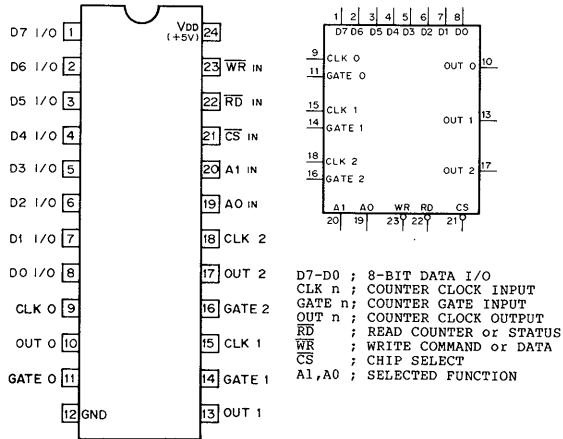 D7 I/O 1
D6 I/O 2
D5 I/O 3
D4 I/O 4
D3 I/O 5
D2 I/O 6
D1 I/O 7
D0 I/O 8
CLK 0 9
OUT 0 10
GATE 0 11
12 GND
VDD 24
(+5V)
23 WR IN
22 RD IN
21 CS IN
20 A1 IN
19 A0 IN
18 CLK 2
17 OUT 2
16 GATE 2
15 CLK 1
14 GATE 1
13 OUT 1
1 2 3 4 5 6 7 8
D7 D6 D5 D4 D3 D2 D1 D0
9 CLK 0
11 GATE 0
OUT 0 10
15 CLK 1
14 GATE 1
OUT 1 13
18 CLK 2
16 GATE 2
OUT 2 17
A1 A0 WR RD CS
20 19 23 22 21
D7-D0 ; 8-BIT DATA I/O
CLK n ; COUNTER CLOCK INPUT
GATE n; COUNTER GATE INPUT
OUT n ; COUNTER CLOCK OUTPUT
RD ; READ COUNTER or STATUS
WR ; WRITE COMMAND or DATA
CS ; CHIP SELECT
A1,A0 ; SELECTED FUNCTION